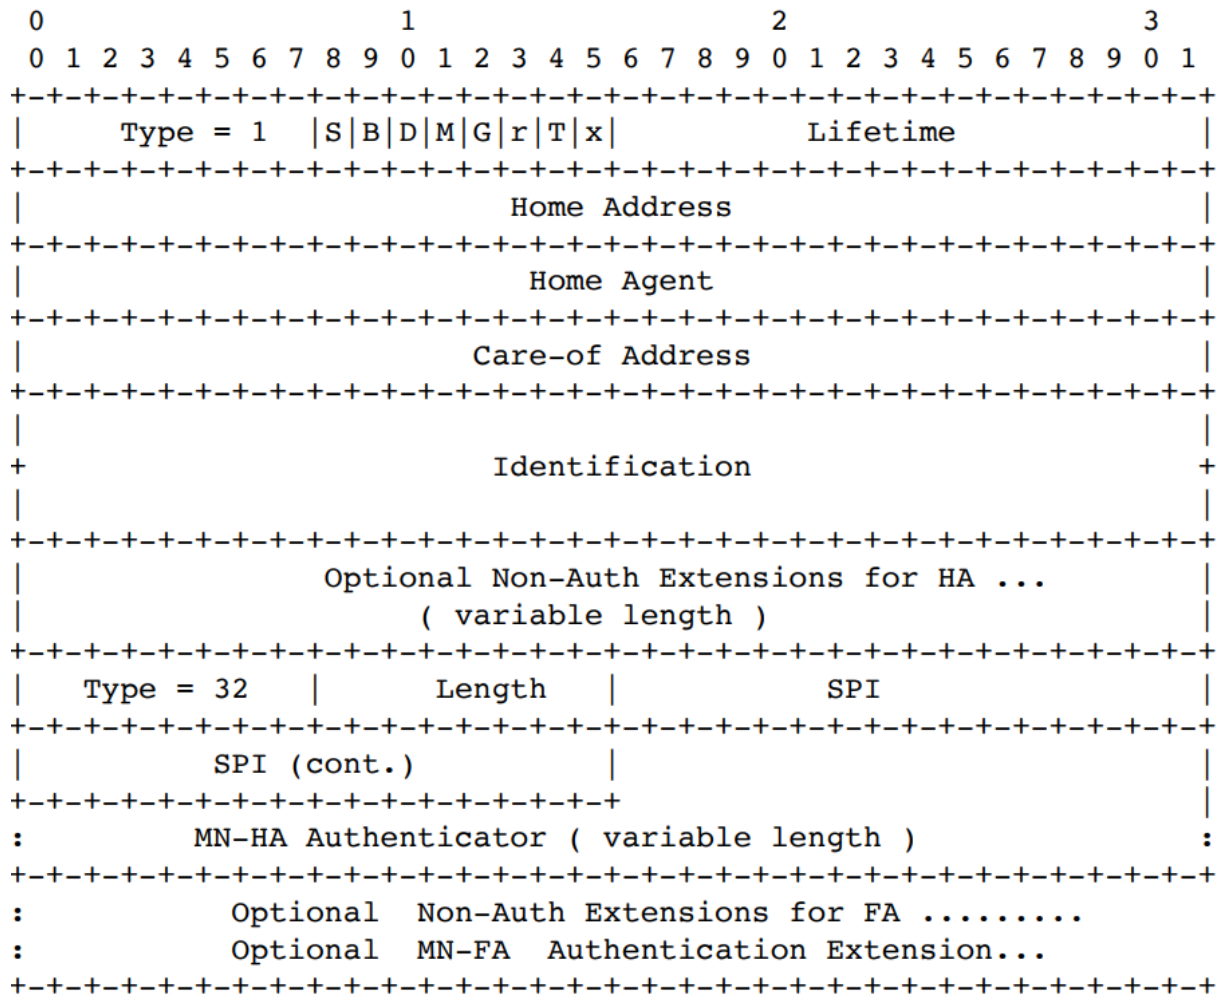 0                   1                   2                   3
 0 1 2 3 4 5 6 7 8 9 0 1 2 3 4 5 6 7 8 9 0 1 2 3 4 5 6 7 8 9 0 1
+-+-+-+-+-+-+-+-+-+-+-+-+-+-+-+-+-+-+-+-+-+-+-+-+-+-+-+-+-+-+-+-+
|     Type = 1  |S|B|D|M|G|r|T|x|          Lifetime             |
+-+-+-+-+-+-+-+-+-+-+-+-+-+-+-+-+-+-+-+-+-+-+-+-+-+-+-+-+-+-+-+-+
|                          Home Address                         |
+-+-+-+-+-+-+-+-+-+-+-+-+-+-+-+-+-+-+-+-+-+-+-+-+-+-+-+-+-+-+-+-+
|                           Home Agent                          |
+-+-+-+-+-+-+-+-+-+-+-+-+-+-+-+-+-+-+-+-+-+-+-+-+-+-+-+-+-+-+-+-+
|                        Care-of Address                        |
+-+-+-+-+-+-+-+-+-+-+-+-+-+-+-+-+-+-+-+-+-+-+-+-+-+-+-+-+-+-+-+-+
|                                                               |
+                         Identification                        +
|                                                               |
+-+-+-+-+-+-+-+-+-+-+-+-+-+-+-+-+-+-+-+-+-+-+-+-+-+-+-+-+-+-+-+-+
|                Optional Non-Auth Extensions for HA ...        |
|                     ( variable length )                       |
+-+-+-+-+-+-+-+-+-+-+-+-+-+-+-+-+-+-+-+-+-+-+-+-+-+-+-+-+-+-+-+-+
|   Type = 32   |      Length   |           SPI                 |
+-+-+-+-+-+-+-+-+-+-+-+-+-+-+-+-+-+-+-+-+-+-+-+-+-+-+-+-+-+-+-+-+
|          SPI (cont.)          |                               |
+-+-+-+-+-+-+-+-+-+-+-+-+-+-+-+-+                               |
:         MN-HA Authenticator ( variable length )               :
+-+-+-+-+-+-+-+-+-+-+-+-+-+-+-+-+-+-+-+-+-+-+-+-+-+-+-+-+-+-+-+-+
:           Optional  Non-Auth Extensions for FA .........
:           Optional  MN-FA  Authentication Extension...
+-+-+-+-+-+-+-+-+-+-+-+-+-+-+-+-+-+-+-+-+-+-+-+-+-+-+-+-+-+-+-+-+